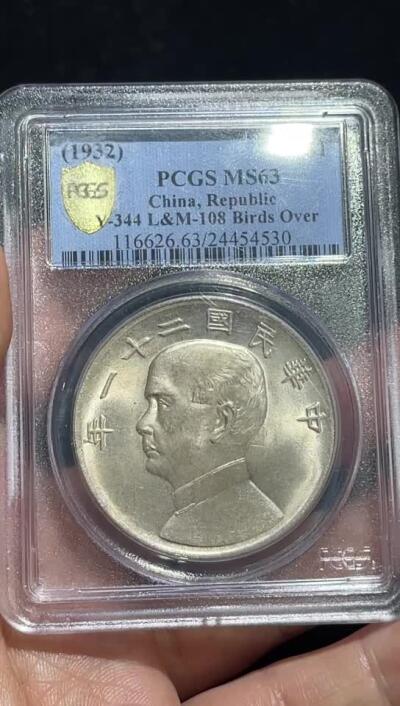 (1932)
PCGS
PCGS MS63
China, Republic
Y-344 L&M-108 Birds Over
116626.63/24454530
中華民國二十一年
PCGS